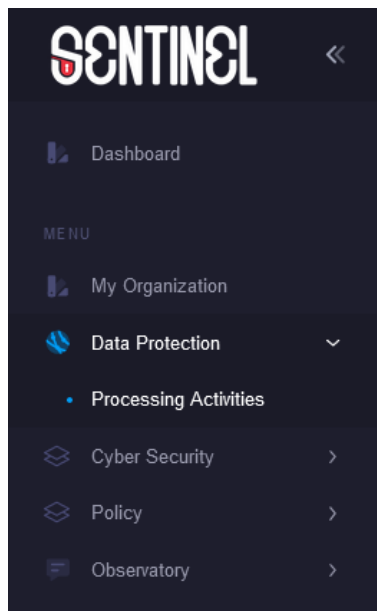 SENTINEL
Dashboard
MENU
My Organization
Data Protection
Processing Activities
Cyber Security
Policy
Observatory